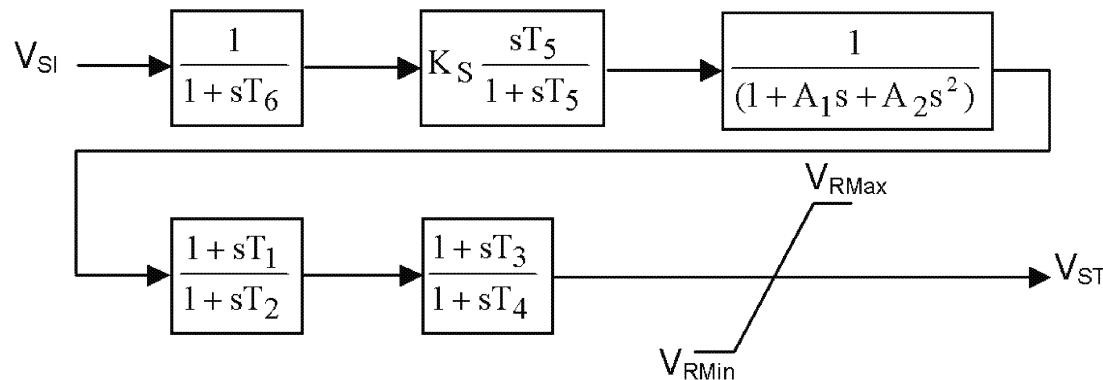 V_SI
1
1 + sT_6
K_S sT_5
1 + sT_5
1
(1 + A_1s + A_2s^2)
V_RMax
1 + sT_1
1 + sT_2
1 + sT_3
1 + sT_4
V_ST
V_RMin